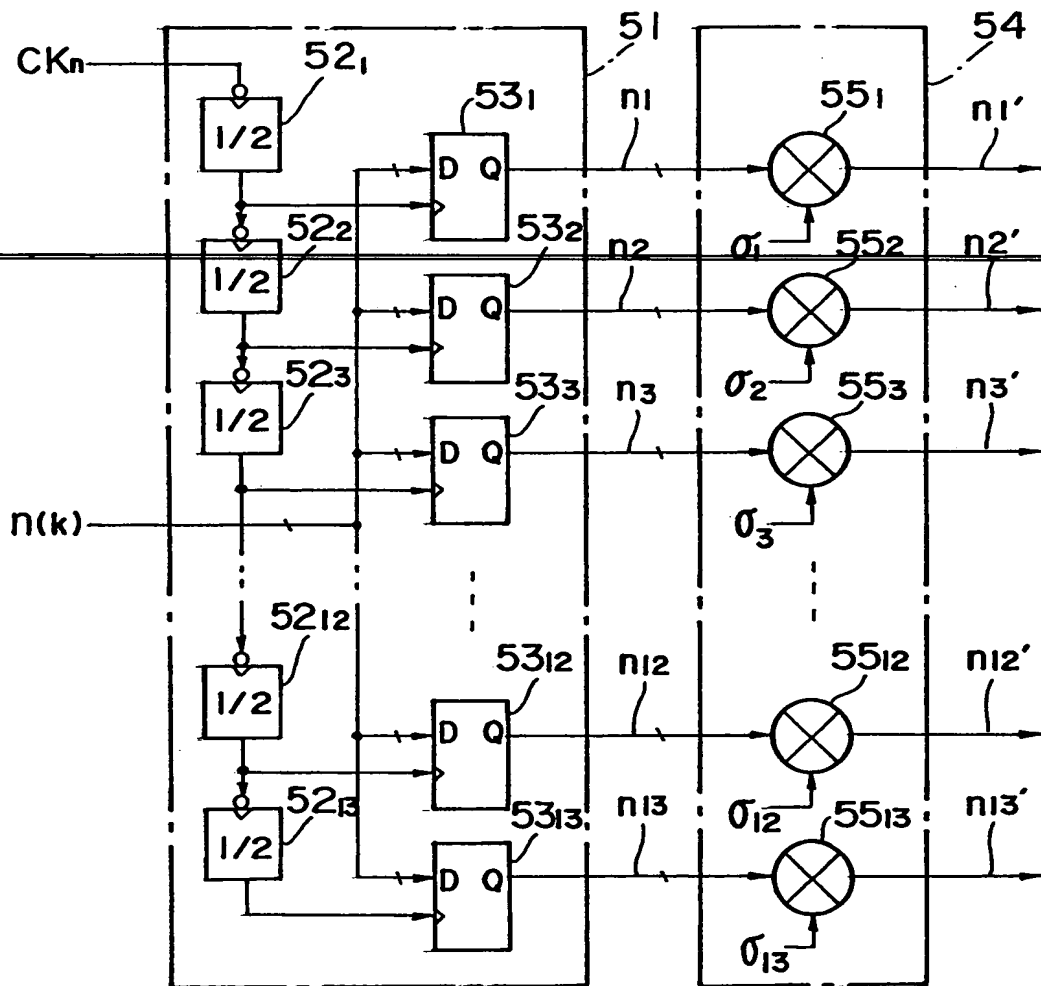 51
54
CKn
52₁
53₁
n1
55₁
n1′
1/2
D Q
σ₁
52₂
53₂
n2
55₂
n2′
1/2
D Q
σ₂
52₃
53₃
n3
55₃
n3′
1/2
D Q
σ₃
n(k)
52₁₂
53₁₂
n12
55₁₂
n12′
1/2
D Q
σ₁₂
52₁₃
53₁₃
n13
55₁₃
n13′
1/2
D Q
σ₁₃